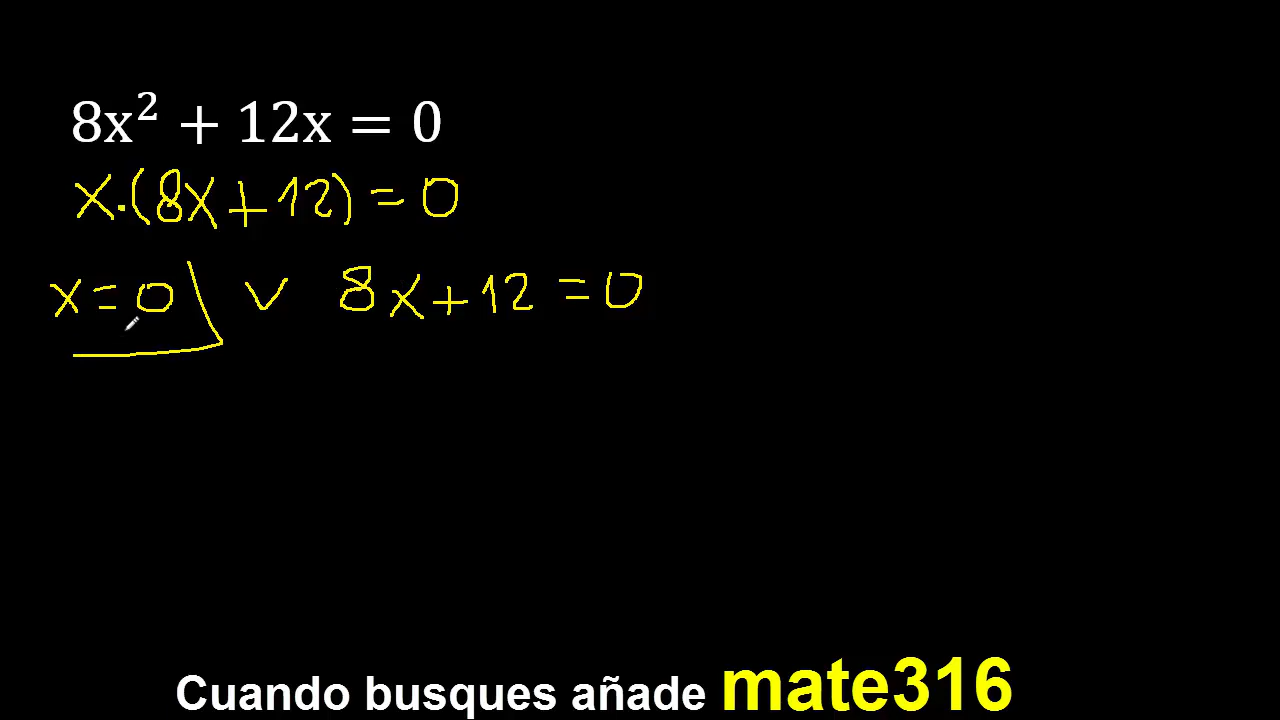 8x² + 12x = 0
x·(8x+12) = 0
x=0 ∨ 8x+12 =0
Cuando busques añade mate316